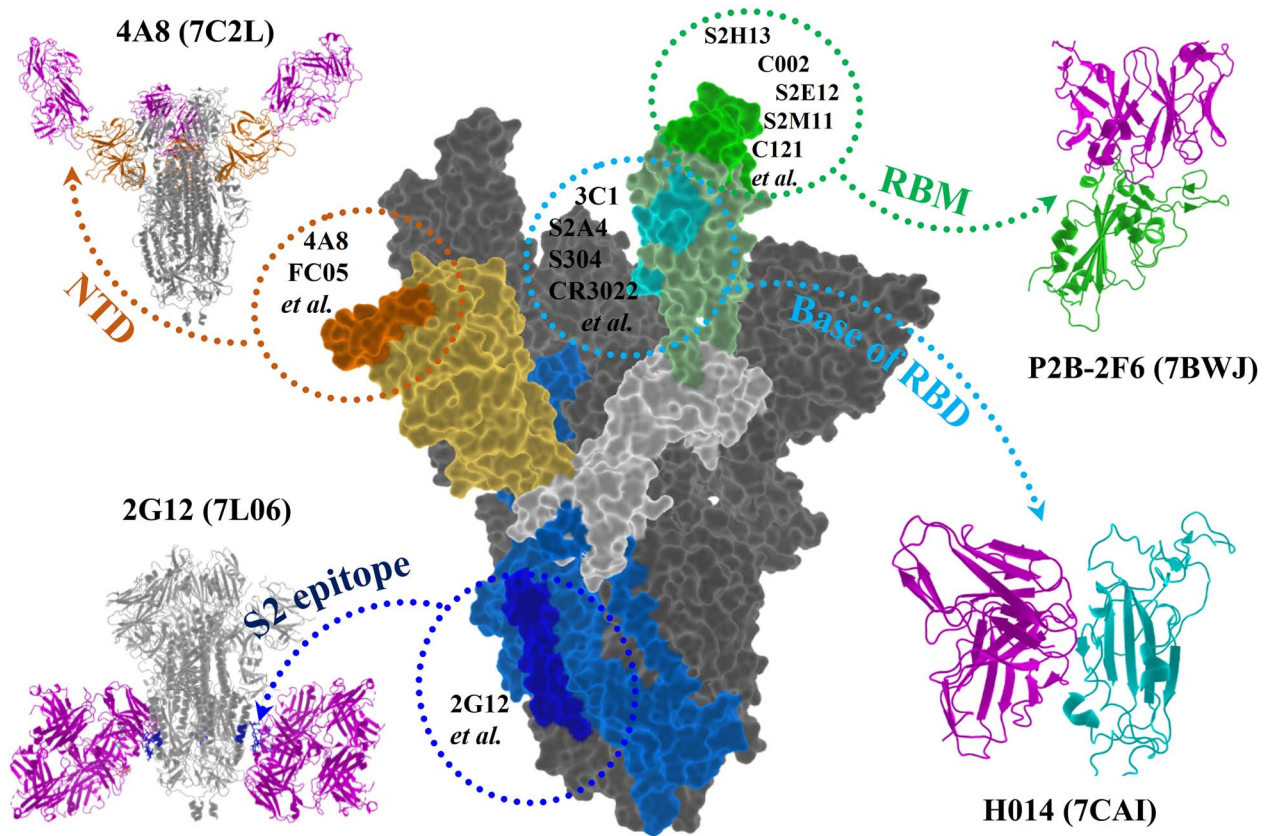 4A8 (7C2L)
S2H13
C002
S2E12
S2M11
C121
et al.
RBM
3C1
S2A4
S304
CR3022
et al.
4A8
FC05
et al.
NTD
Base of RBD
P2B-2F6 (7BWJ)
2G12 (7L06)
S2 epitope
2G12
et al.
H014 (7CAI)